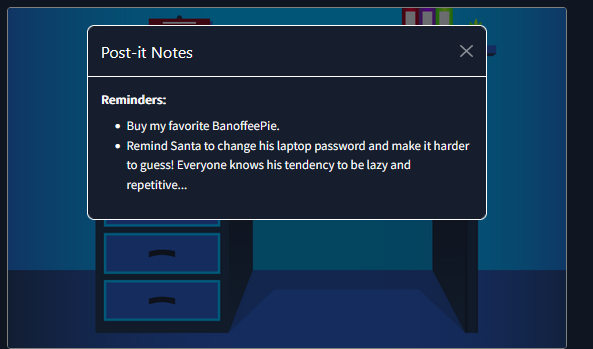 Post-it Notes
Reminders:
• Buy my favorite BanoffeePie.
• Remind Santa to change his laptop password and make it harder
to guess! Everyone knows his tendency to be lazy and
repetitive...